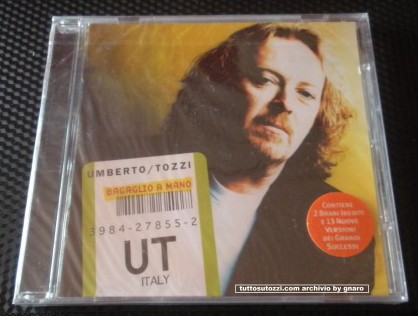 UMBERTO/TOZZI
BAGAGLIO A MANO
3984-27855-2
UT
ITALY
CONTIENE
2 BRANI INEDITI
E 13 NUOVE
VERSIONI
DEI GRANDI
SUCCESSI
tuttosutozzi.com archivio by gnaro